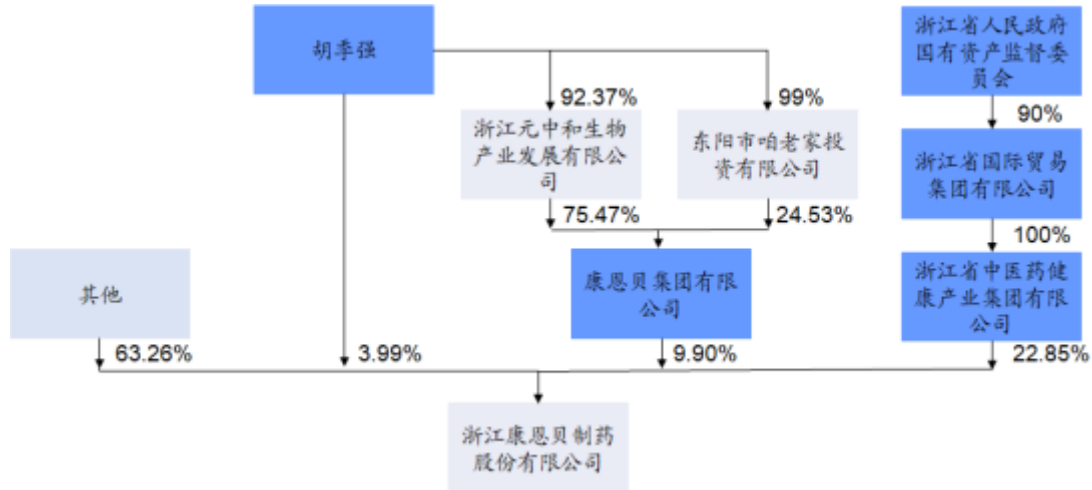 胡季强
浙江省人民政府
国有资产监督委
员会
92.37%
99%
90%
浙江元中和生物
产业发展有限公
司
东阳市咱老家投
资有限公司
浙江省国际贸易
集团有限公司
75.47%
24.53%
100%
其他
康恩贝集团有限
公司
浙江省中医药健
康产业集团有限
公司
63.26%
3.99%
9.90%
22.85%
浙江康恩贝制药
股份有限公司